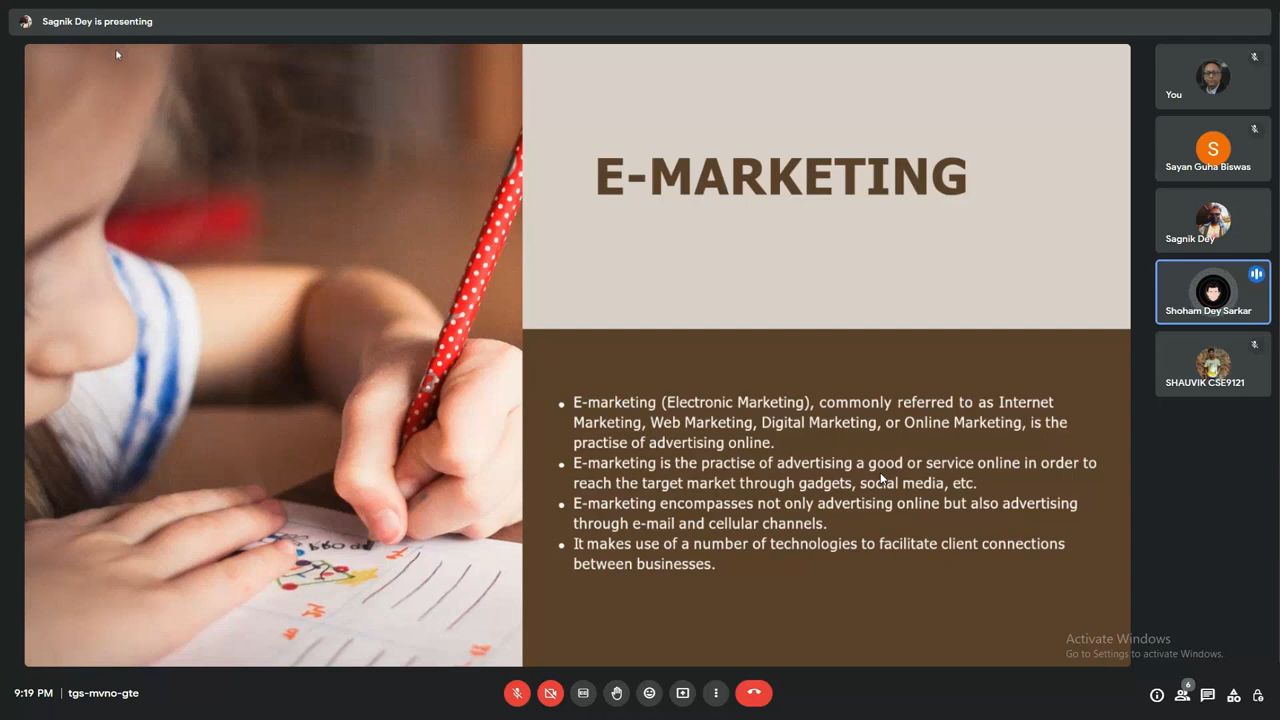 Sagnik Dey is presenting
E-MARKETING
• E-marketing (Electronic Marketing), commonly referred to as Internet
Marketing, Web Marketing, Digital Marketing, or Online Marketing, is the
practise of advertising online.
• E-marketing is the practise of advertising a good or service online in order to
reach the target market through gadgets, social media, etc.
• E-marketing encompasses not only advertising online but also advertising
through e-mail and cellular channels.
• It makes use of a number of technologies to facilitate client connections
between businesses.
You
S
Sayan Guha Biswas
Sagnik Dey
Shoham Dey Sarkar
SHAUVIK CSE9121
Activate Windows
Go to Settings to activate Windows.
9:19 PM | tgs-mvno-gte
6